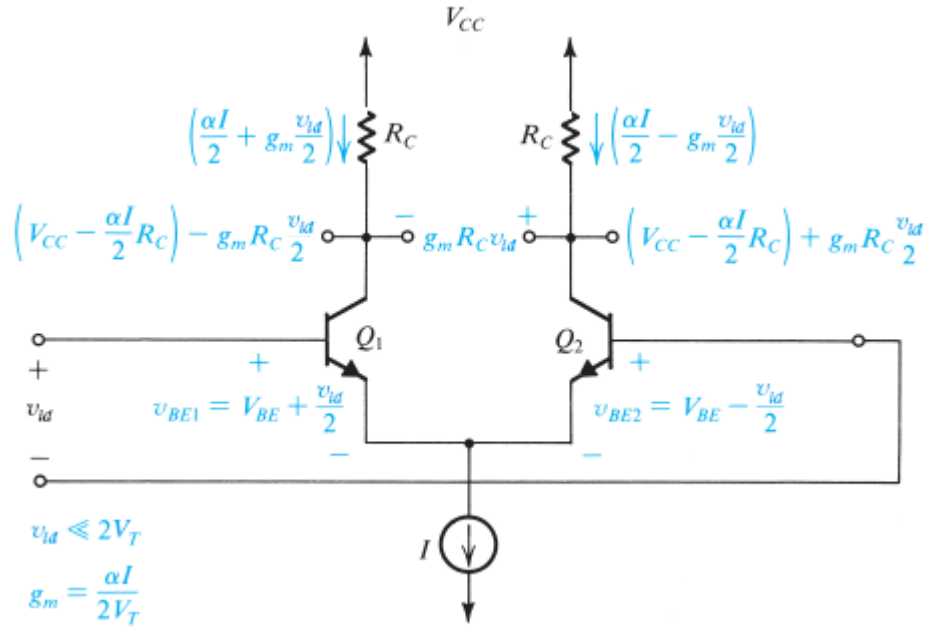 V_CC
(αI/2 + g_m v_id/2) ↓ R_C
R_C ↓ (αI/2 − g_m v_id/2)
(V_CC − αI/2 R_C) − g_m R_C v_id/2
− g_m R_C v_id +
(V_CC − αI/2 R_C) + g_m R_C v_id/2
Q_1
Q_2
+
+
+
v_id
v_BE1 = V_BE + v_id/2
v_BE2 = V_BE − v_id/2
−
−
−
v_id ≪ 2V_T
I
g_m = αI/2V_T